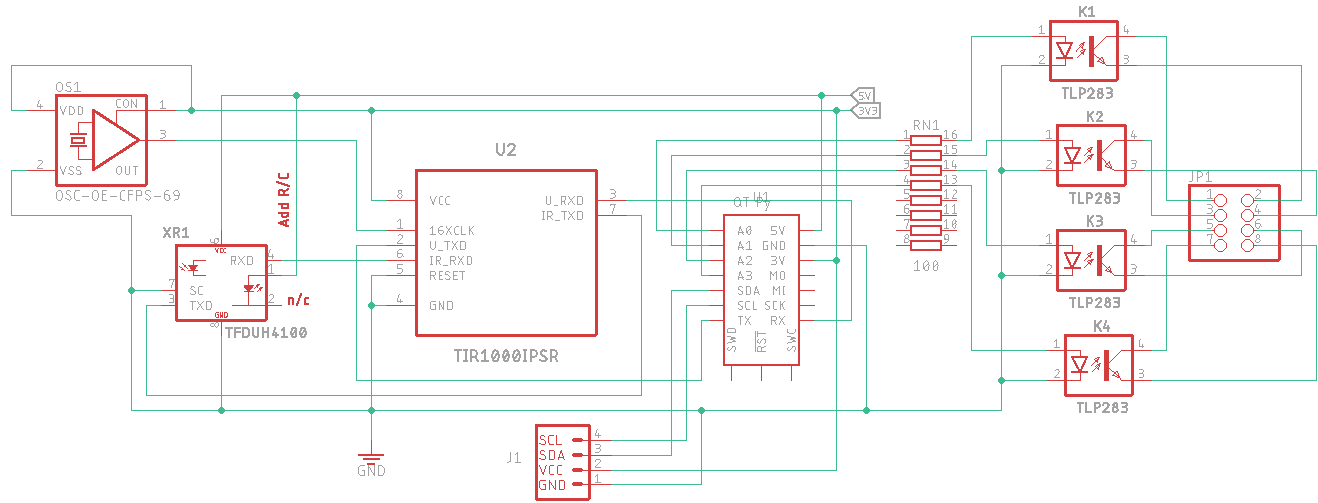 OS1
4
VDD
CON
1
3
2
VSS
OUT
OSC-OE-CFPS-69
Add R/C
XR1
6
VCC
RXD
4
1
7
SC
3
TXD
2
n/c
GND
8
TFDUH4100
U2
8
VCC
1
16XCLK
2
U_TXD
6
IR_RXD
5
RESET
4
GND
U_RXD
3
IR_TXD
7
TIR1000IPSR
GND
5V
3V3
U1
QT Py
A0
5V
A1
GND
A2
3V
A3
MO
SDA
MI
SCL
SCK
TX
RX
SWD
RST
SWC
J1
SCL
4
SDA
3
VCC
2
GND
1
RN1
1
16
2
15
3
14
4
13
5
12
6
11
7
10
8
9
100
K1
1
4
2
3
TLP283
K2
1
4
2
3
TLP283
K3
1
4
2
3
TLP283
K4
1
4
2
3
TLP283
JP1
1
2
3
4
5
6
7
8